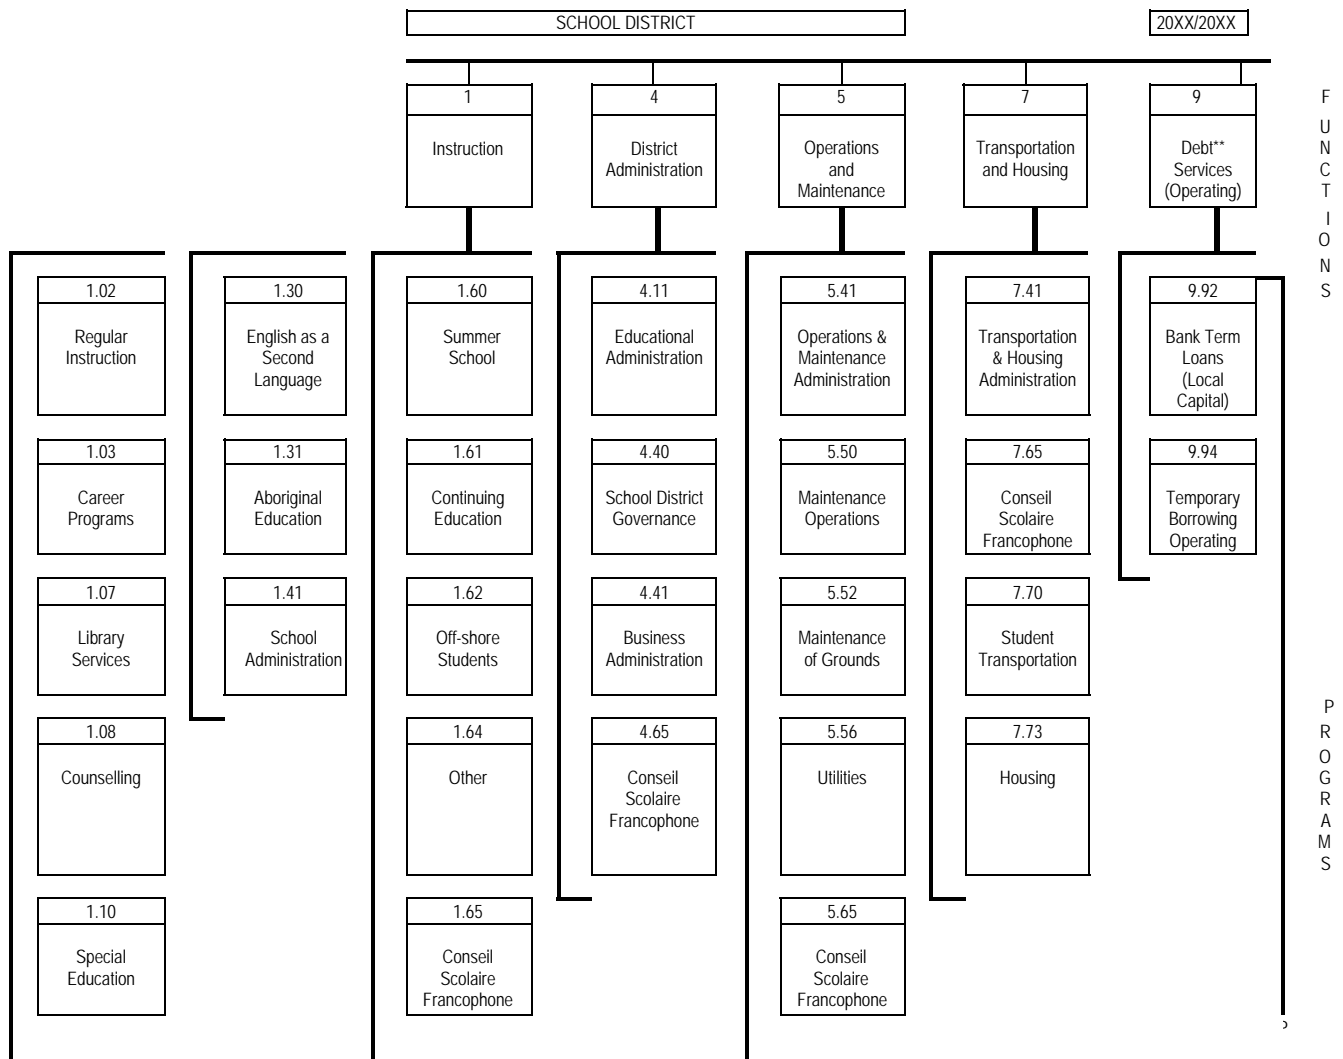 SCHOOL DISTRICT
20XX/20XX
1
Instruction
4
District
Administration
5
Operations
and
Maintenance
7
Transportation
and Housing
9
Debt**
Services
(Operating)
F
U
N
C
T
I
O
N
S
1.02
Regular
Instruction
1.03
Career
Programs
1.07
Library
Services
1.08
Counselling
1.10
Special
Education
1.30
English as a
Second
Language
1.31
Aboriginal
Education
1.41
School
Administration
1.60
Summer
School
1.61
Continuing
Education
1.62
Off-shore
Students
1.64
Other
1.65
Conseil
Scolaire
Francophone
4.11
Educational
Administration
4.40
School District
Governance
4.41
Business
Administration
4.65
Conseil
Scolaire
Francophone
5.41
Operations &
Maintenance
Administration
5.50
Maintenance
Operations
5.52
Maintenance
of Grounds
5.56
Utilities
5.65
Conseil
Scolaire
Francophone
7.41
Transportation
& Housing
Administration
7.65
Conseil
Scolaire
Francophone
7.70
Student
Transportation
7.73
Housing
9.92
Bank Term
Loans
(Local
Capital)
9.94
Temporary
Borrowing
Operating
P
R
O
G
R
A
M
S